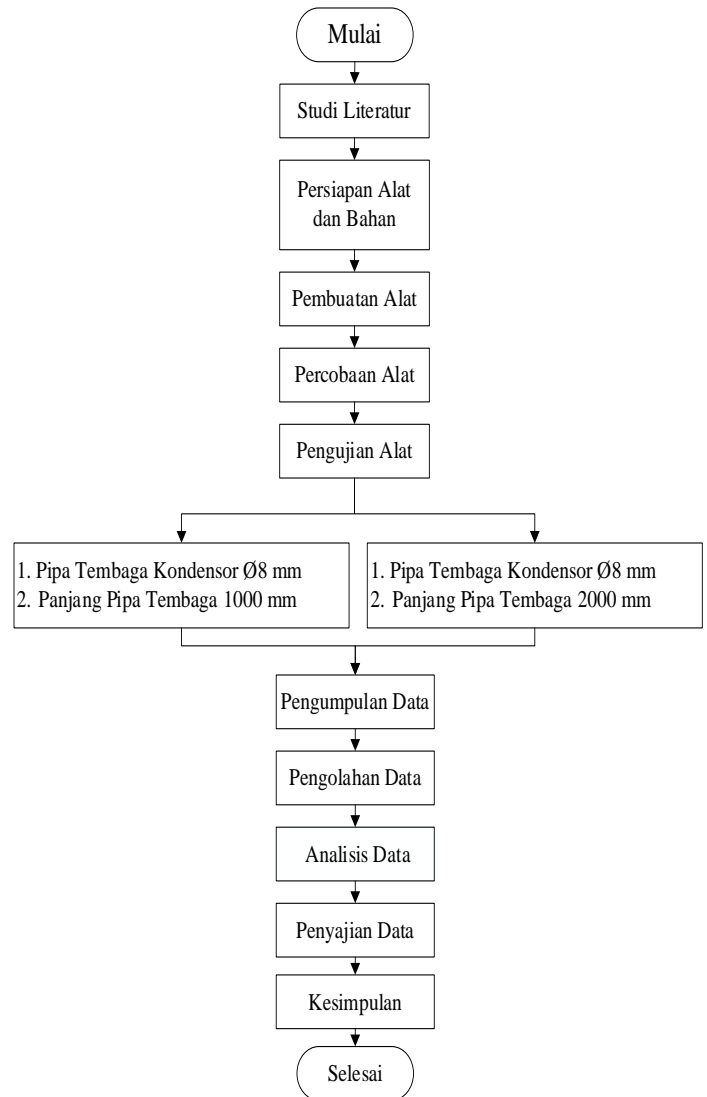 Mulai
Studi Literatur
Persiapan Alat
dan Bahan
Pembuatan Alat
Percobaan Alat
Pengujian Alat
1. Pipa Tembaga Kondensor Ø8 mm
2. Panjang Pipa Tembaga 1000 mm
1. Pipa Tembaga Kondensor Ø8 mm
2. Panjang Pipa Tembaga 2000 mm
Pengumpulan Data
Pengolahan Data
Analisis Data
Penyajian Data
Kesimpulan
Selesai